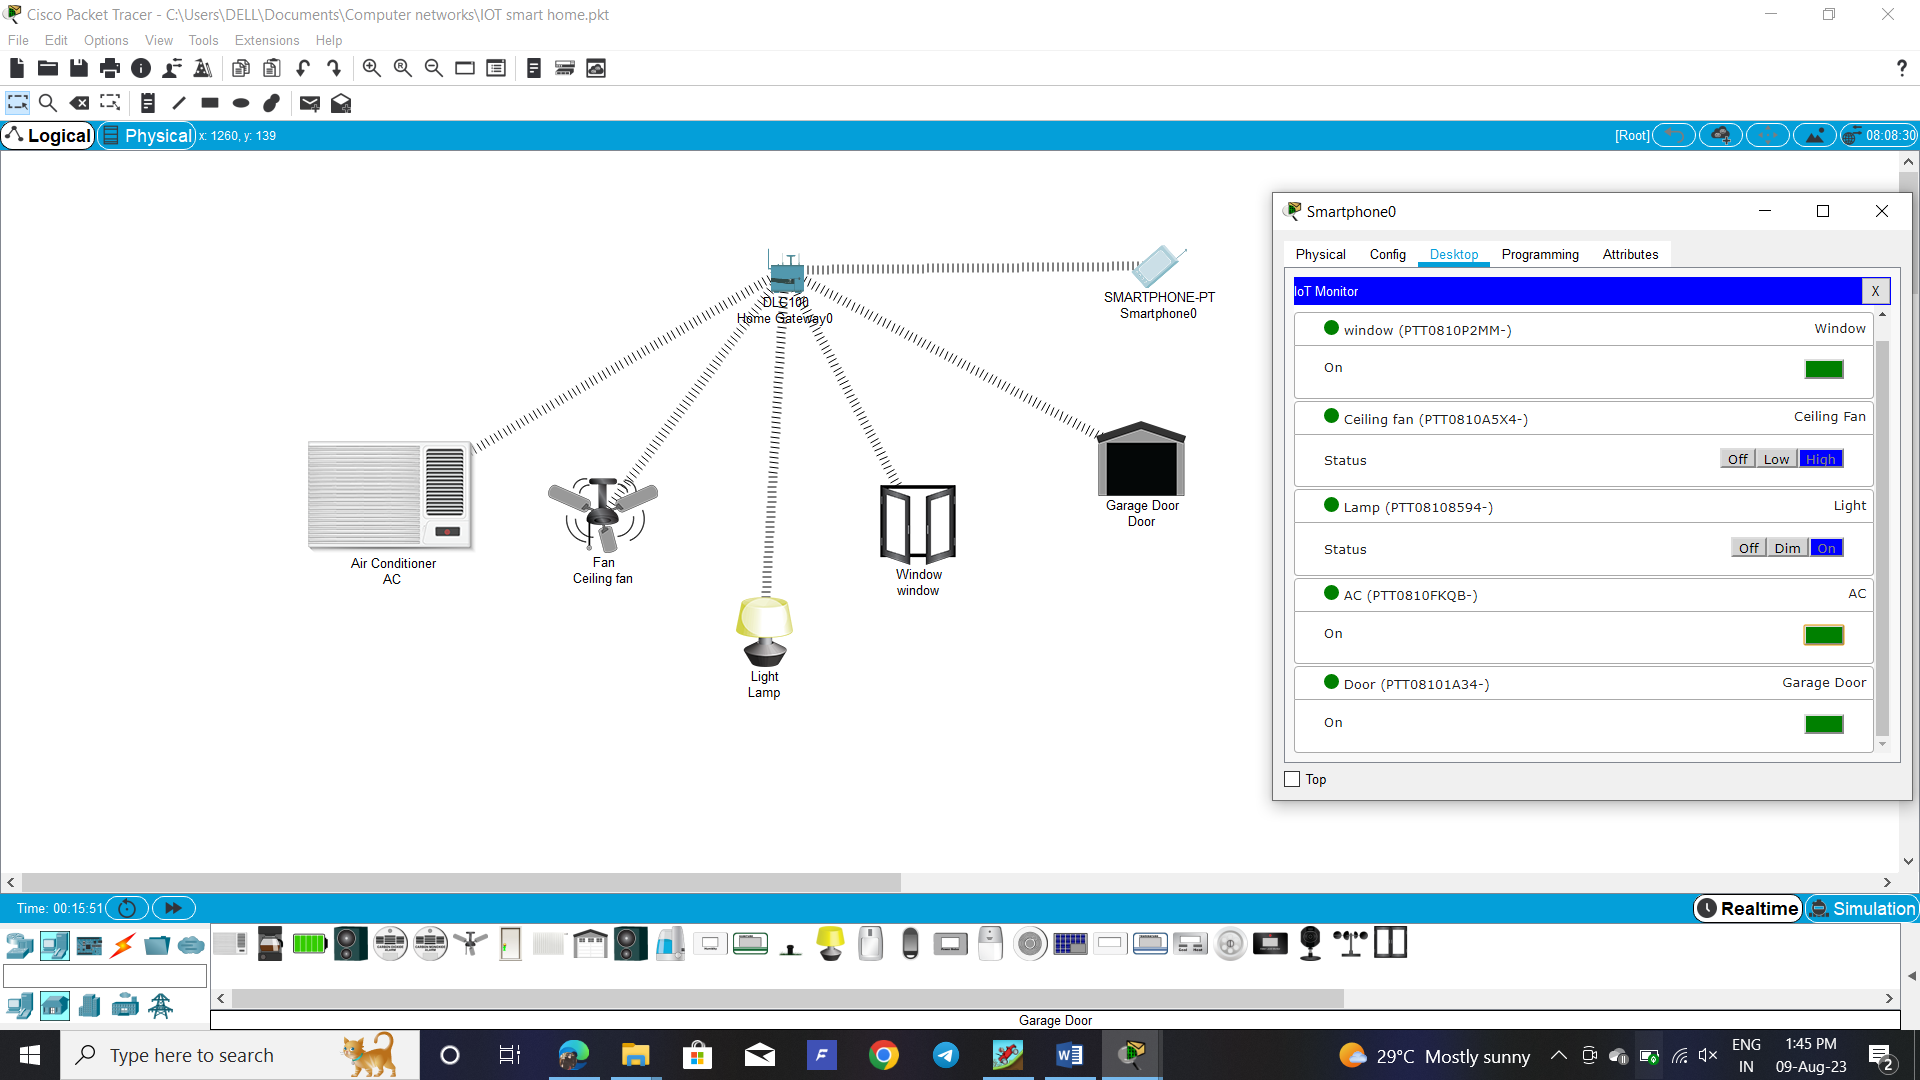 Cisco Packet Tracer - C:\Users\DELL\Documents\Computer networks\IOT smart home.pkt
File Edit Options View Tools Extensions Help
Logical Physical x: 1260, y: 139 [Root] 08:08:30
DLC100
Home Gateway0
SMARTPHONE-PT
Smartphone0
Air Conditioner
AC
Fan
Ceiling fan
Light
Lamp
Window
window
Garage Door
Door
Smartphone0
Physical Config Desktop Programming Attributes
IoT Monitor X
window (PTT0810P2MM-) Window
On
Ceiling fan (PTT0810A5X4-) Ceiling Fan
Status Off Low High
Lamp (PTT08108594-) Light
Status Off Dim On
AC (PTT0810FKQB-) AC
On
Door (PTT08101A34-) Garage Door
On
Top
Time: 00:15:51 Realtime Simulation
Garage Door
Type here to search
29°C Mostly sunny
ENG
IN
1:45 PM
09-Aug-23
2